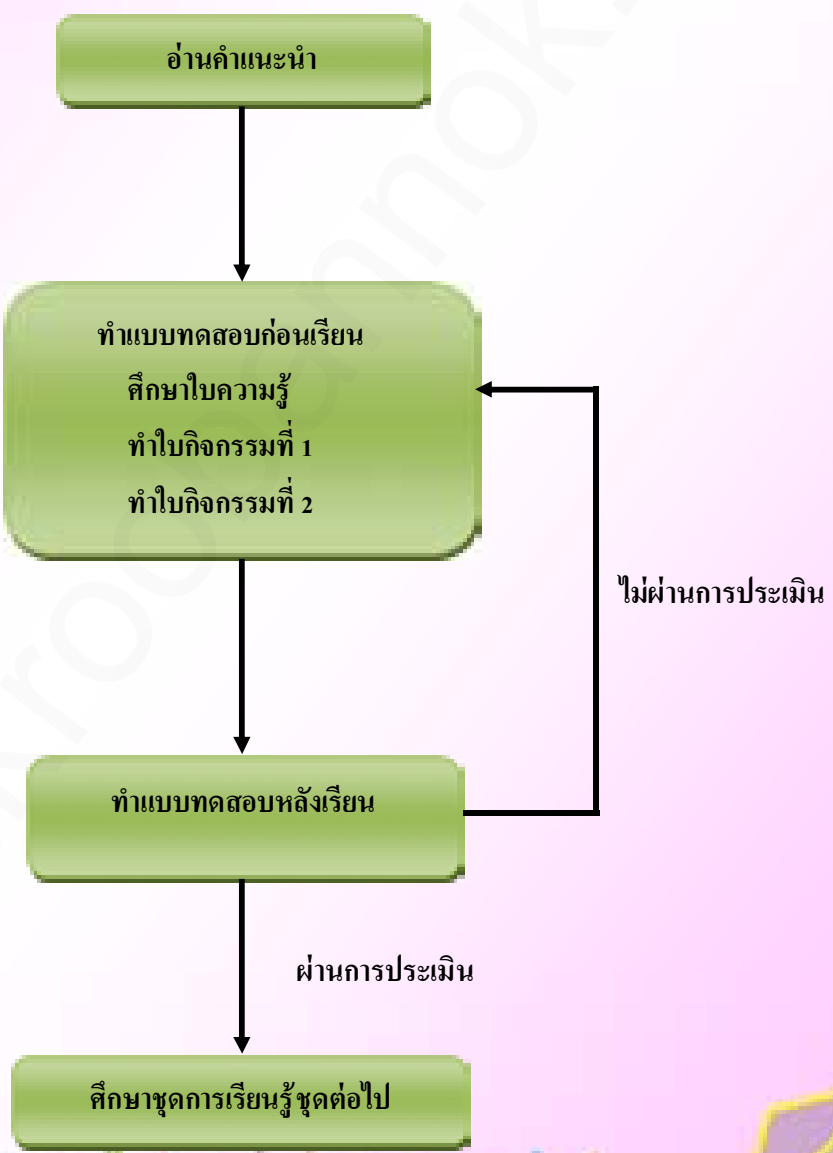 อ่านคำแนะนำ
ทำแบบทดสอบก่อนเรียน
ศึกษาใบความรู้
ทำใบกิจกรรมที่ 1
ทำใบกิจกรรมที่ 2
ไม่ผ่านการประเมิน
ทำแบบทดสอบหลังเรียน
ผ่านการประเมิน
ศึกษาชุดการเรียนรู้ชุดต่อไป